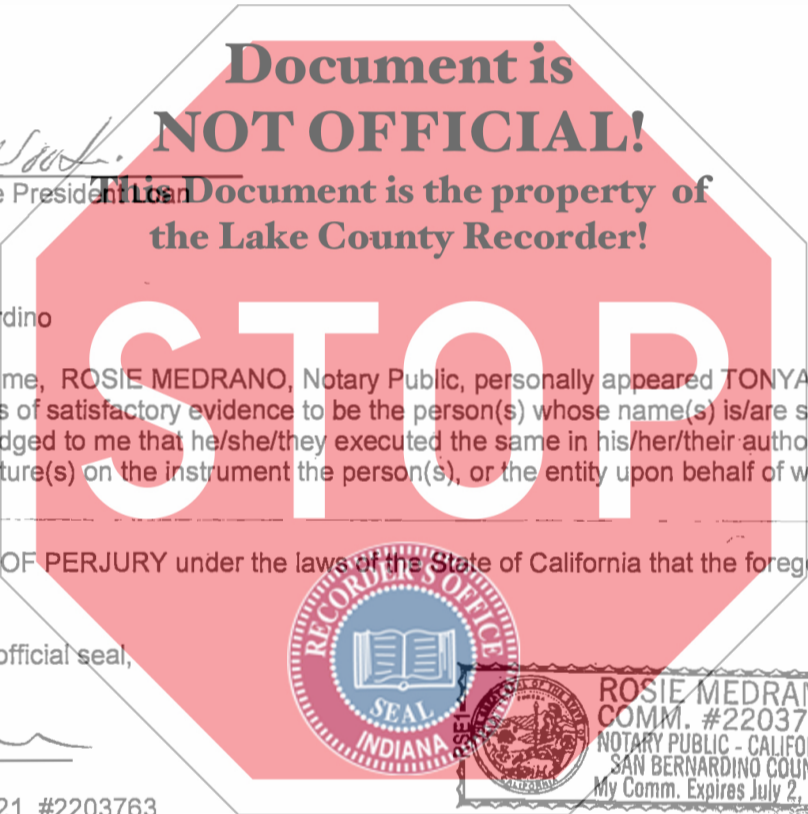 Document is
NOT OFFICIAL!
This Document is the property of
the Lake County Recorder!
e President Loan
STOP
rdino
me, ROSIE MEDRANO, Notary Public, personally appeared TONYA
s of satisfactory evidence to be the person(s) whose name(s) is/are s
dged to me that he/she/they executed the same in his/her/their autho
ture(s) on the instrument the person(s), or the entity upon behalf of w
OF PERJURY under the laws of the State of California that the forego
official seal,
RECORDER'S OFFICE
SEAL
INDIANA
ROSIE MEDRAN
COMM. #22037
NOTARY PUBLIC - CALIFO
SAN BERNARDINO COUN
My Comm. Expires July 2,
21 #2203763